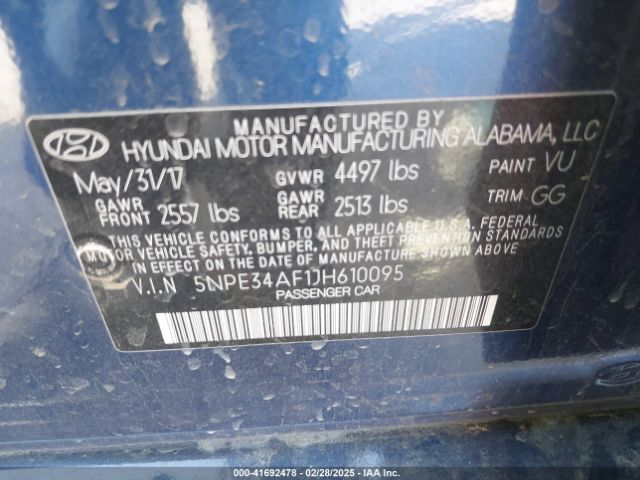 MANUFACTURED BY
HYUNDAI MOTOR MANUFACTURING ALABAMA, LLC
May/31/17 GVWR 4497 lbs PAINT VU
GAWR FRONT 2557 lbs GAWR REAR 2513 lbs TRIM GG
THIS VEHICLE CONFORMS TO ALL APPLICABLE U.S.A. FEDERAL
MOTOR VEHICLE SAFETY, BUMPER, AND THEFT PREVENTION STANDARDS
IN EFFECT ON THE DATE OF MANUFACTURE SHOWN ABOVE.
V.I.N 5NPE34AF1JH610095
PASSENGER CAR
STOCK #: 41692478 02/28/2025 IAA Inc.